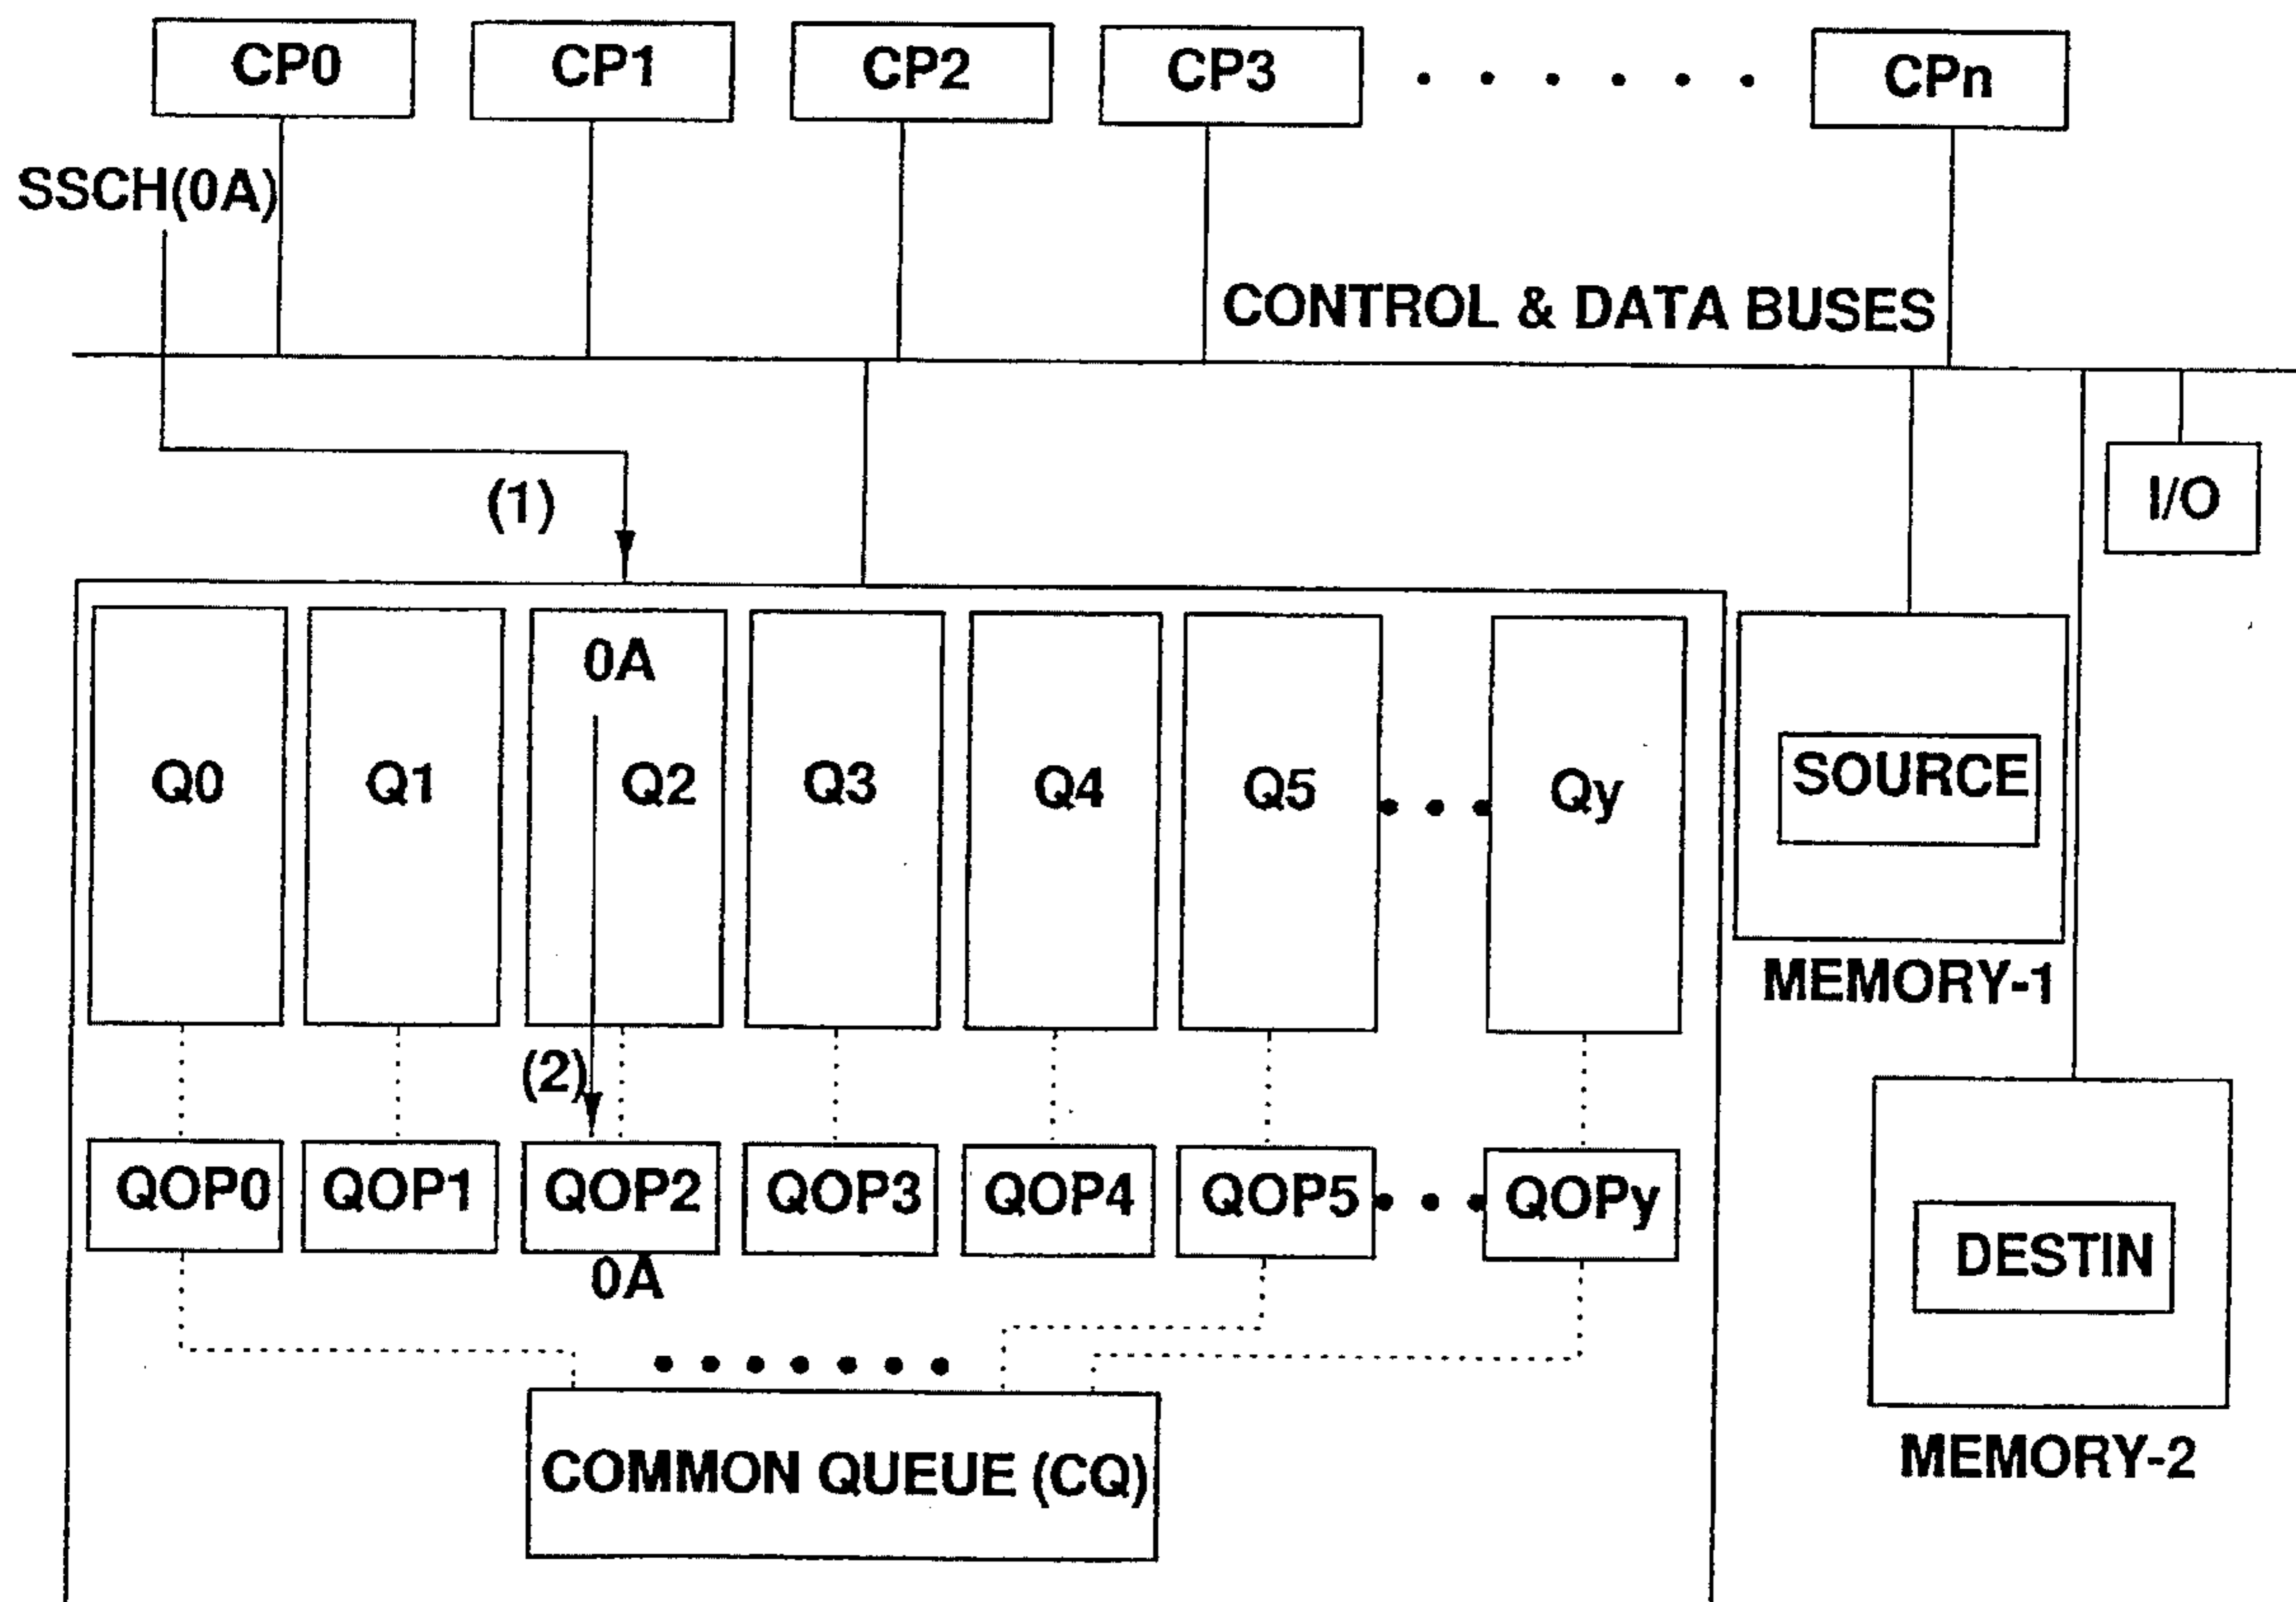 CP0 CP1 CP2 CP3 CPn
SSCH(0A)
CONTROL & DATA BUSES
(1)
I/O
0A
Q0 Q1 Q2 Q3 Q4 Q5 Qy
SOURCE
MEMORY-1
(2)
QOP0 QOP1 QOP2 QOP3 QOP4 QOP5 QOPy
0A
DESTIN
COMMON QUEUE (CQ)
MEMORY-2